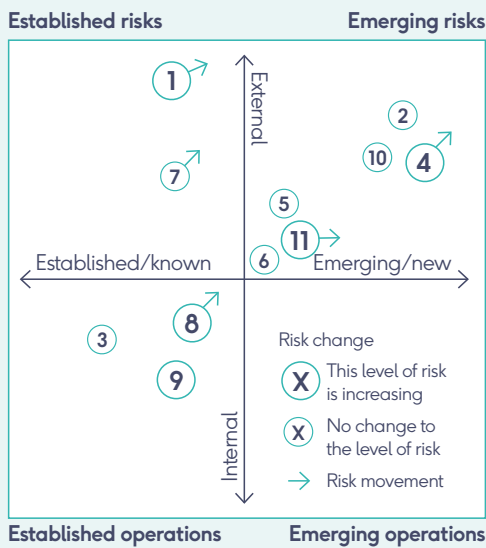 Established risks
Emerging risks
1
External
2
10
4
7
5
11
6
Established/known
Emerging/new
8
3
9
Internal
Risk change
X
This level of risk
is increasing
X
No change to
the level of risk
Risk movement
Established operations
Emerging operations